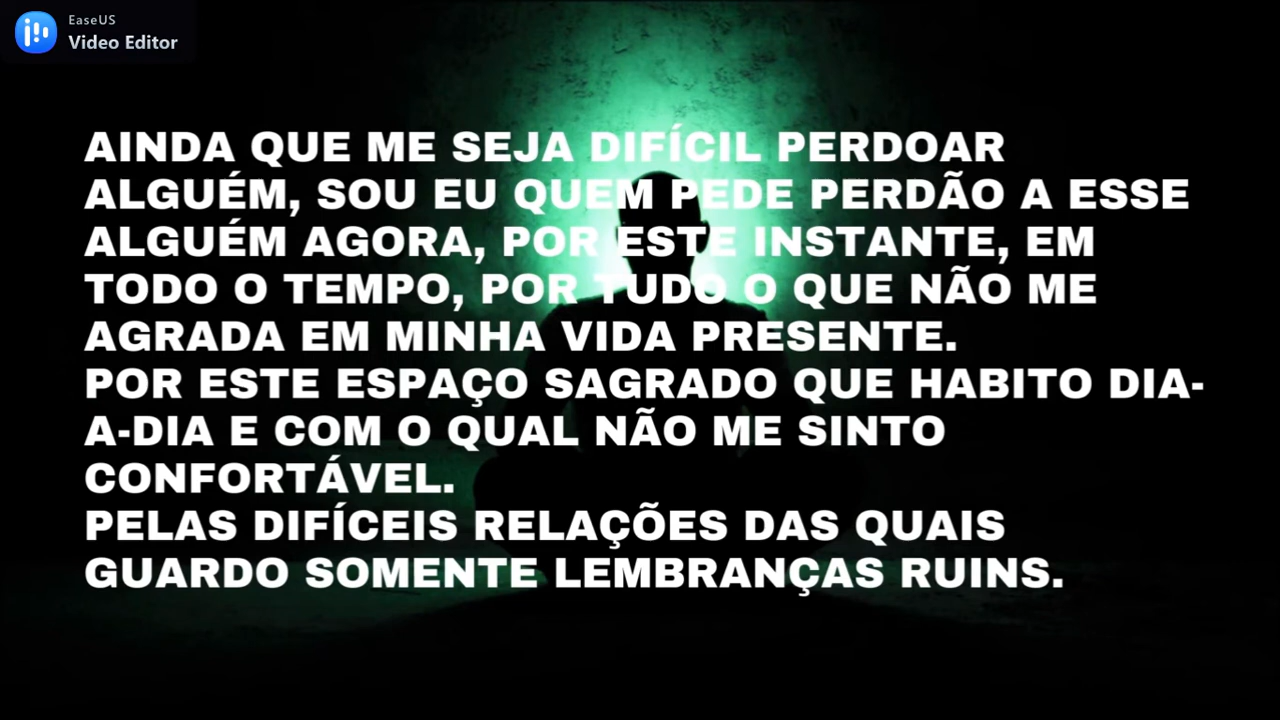 EaseUS
Video Editor
AINDA QUE ME SEJA DIFÍCIL PERDOAR
ALGUÉM, SOU EU QUEM PEDE PERDÃO A ESSE
ALGUÉM AGORA, POR ESTE INSTANTE, EM
TODO O TEMPO, POR TUDO O QUE NÃO ME
AGRADA EM MINHA VIDA PRESENTE.
POR ESTE ESPAÇO SAGRADO QUE HABITO DIA-
A-DIA E COM O QUAL NÃO ME SINTO
CONFORTÁVEL.
PELAS DIFÍCEIS RELAÇÕES DAS QUAIS
GUARDO SOMENTE LEMBRANÇAS RUINS.